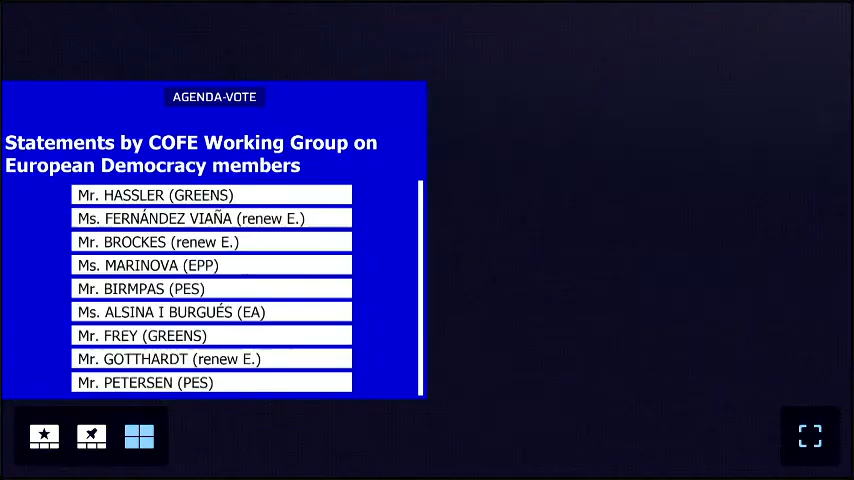 AGENDA-VOTE
Statements by COFE Working Group on
European Democracy members
Mr. HASSLER (GREENS)
Ms. FERNÁNDEZ VIAÑA (renew E.)
Mr. BROCKES (renew E.)
Ms. MARINOVA (EPP)
Mr. BIRMPAS (PES)
Ms. ALSINA I BURGUÉS (EA)
Mr. FREY (GREENS)
Mr. GOTTHARDT (renew E.)
Mr. PETERSEN (PES)